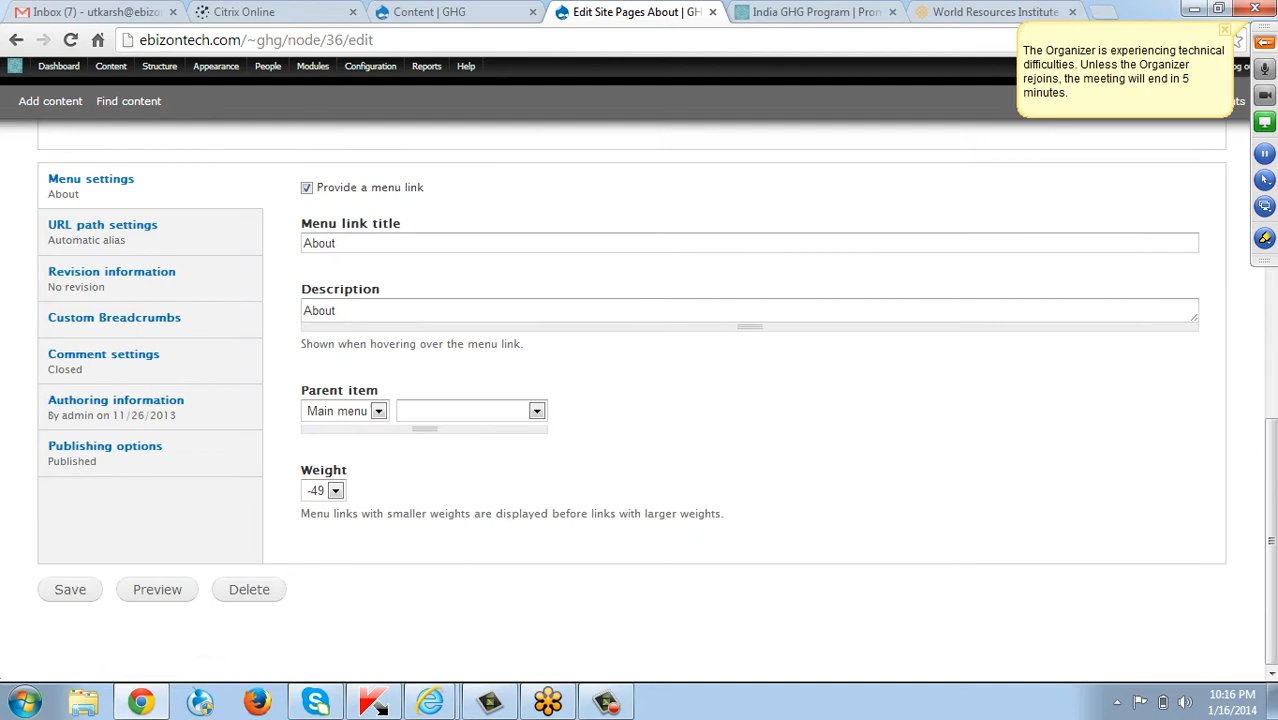 Inbox (7) - utkarsh@ebizo
Citrix Online
Content | GHG
Edit Site Pages About | GH
India GHG Program | Pron
World Resources Institute
ebizontech.com/~ghg/node/36/edit
The Organizer is experiencing technical
difficulties. Unless the Organizer
rejoins, the meeting will end in 5
minutes.
Dashboard Content Structure Appearance People Modules Configuration Reports Help
Add content Find content
Menu settings
About
URL path settings
Automatic alias
Revision information
No revision
Custom Breadcrumbs
Comment settings
Closed
Authoring information
By admin on 11/26/2013
Publishing options
Published
Provide a menu link
Menu link title
About
Description
About
Shown when hovering over the menu link.
Parent item
Main menu
Weight
-49
Menu links with smaller weights are displayed before links with larger weights.
Save Preview Delete
10:16 PM
1/16/2014